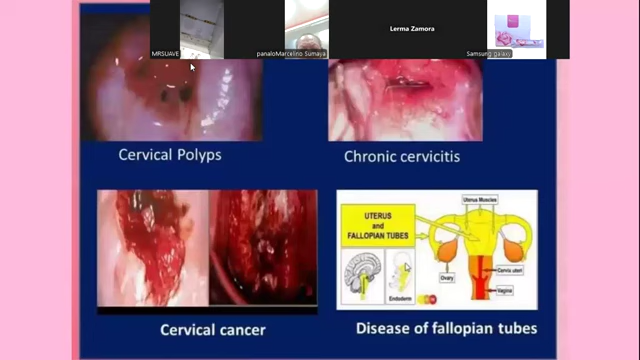 MRSUAVE
panaloMarcelino Sumaya
Lerma Zamora
Samsung galaxy
Cervical Polyps
Chronic cervicitis
UTERUS
and
FALLOPIAN TUBES
Uterus Muscles
Endoderm
Ovary
Cervix uteri
Vagina
Cervical cancer
Disease of fallopian tubes